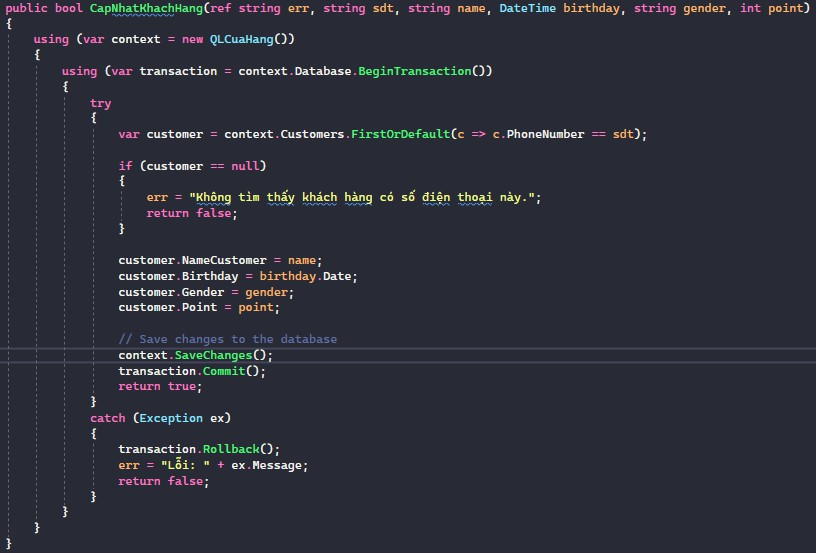 public bool CapNhatKhachHang(ref string err, string sdt, string name, DateTime birthday, string gender, int point)
{
using (var context = new QLCuaHang())
{
using (var transaction = context.Database.BeginTransaction())
{
try
{
var customer = context.Customers.FirstOrDefault(c => c.PhoneNumber == sdt);
if (customer == null)
{
err = "Không tìm thấy khách hàng có số điện thoại này.";
return false;
}
customer.NameCustomer = name;
customer.Birthday = birthday.Date;
customer.Gender = gender;
customer.Point = point;
// Save changes to the database
context.SaveChanges();
transaction.Commit();
return true;
}
catch (Exception ex)
{
transaction.Rollback();
err = "Lỗi: " + ex.Message;
return false;
}
}
}
}